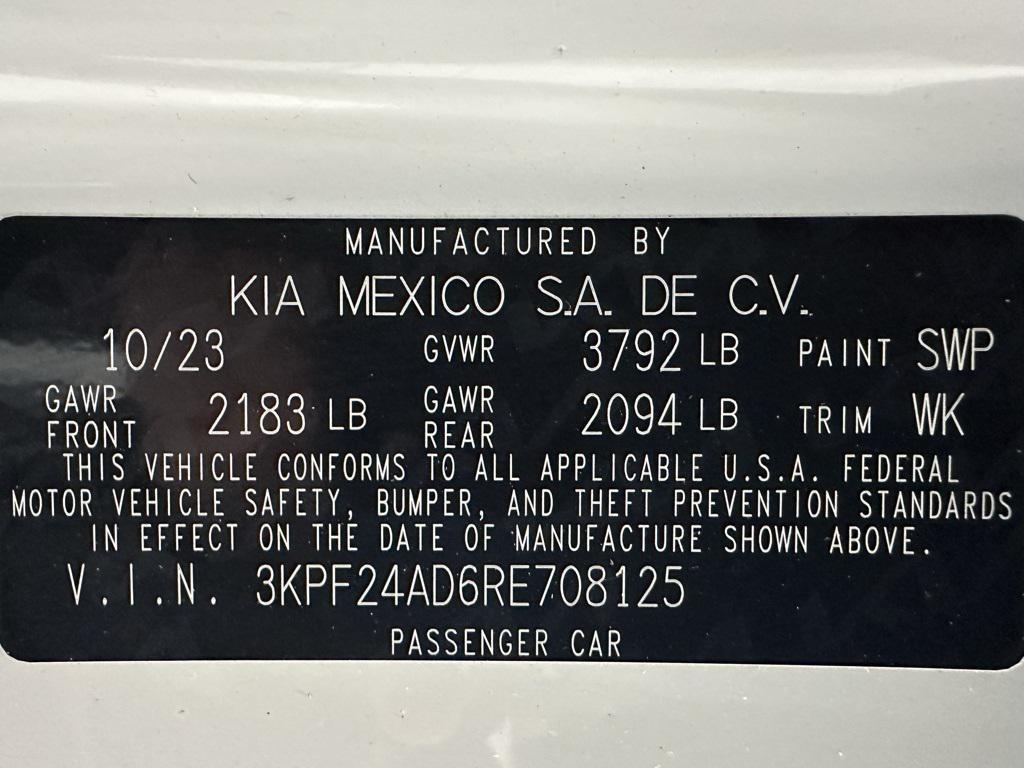 MANUFACTURED BY
KIA MEXICO S.A. DE C.V.
10/23 GVWR 3792 LB PAINT SWP
GAWR FRONT 2183 LB GAWR REAR 2094 LB TRIM WK
THIS VEHICLE CONFORMS TO ALL APPLICABLE U.S.A. FEDERAL
MOTOR VEHICLE SAFETY, BUMPER, AND THEFT PREVENTION STANDARDS
IN EFFECT ON THE DATE OF MANUFACTURE SHOWN ABOVE.
V.I.N. 3KPF24AD6RE708125
PASSENGER CAR